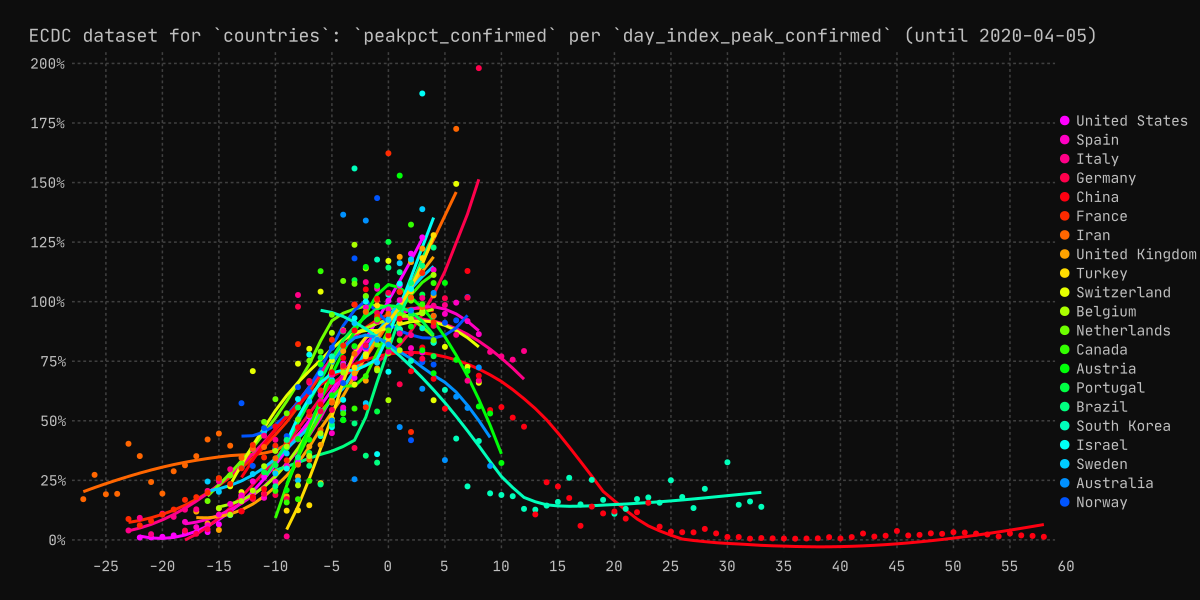 ECDC dataset for `countries`: `peakpct_confirmed` per `day_index_peak_confirmed` (until 2020-04-05)
200%
175%
150%
125%
100%
75%
50%
25%
0%
-25 -20 -15 -10 -5 0 5 10 15 20 25 30 35 40 45 50 55 60
United States
Spain
Italy
Germany
China
France
Iran
United Kingdom
Turkey
Switzerland
Belgium
Netherlands
Canada
Austria
Portugal
Brazil
South Korea
Israel
Sweden
Australia
Norway